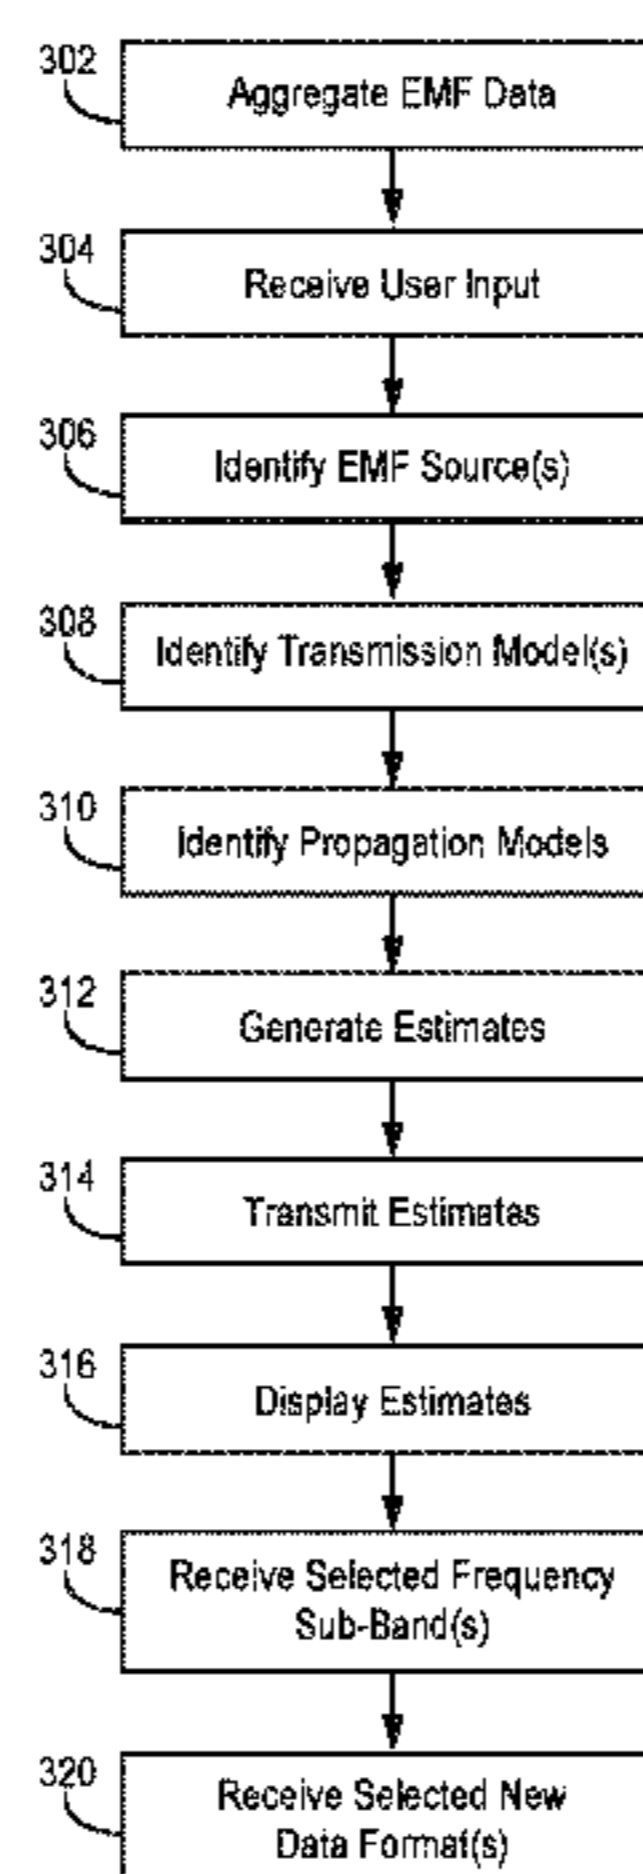 302
Aggregate EMF Data
304
Receive User Input
306
Identify EMF Source(s)
308
Identify Transmission Model(s)
310
Identify Propagation Models
312
Generate Estimates
314
Transmit Estimates
316
Display Estimates
318
Receive Selected Frequency
Sub-Band(s)
320
Receive Selected New
Data Format(s)